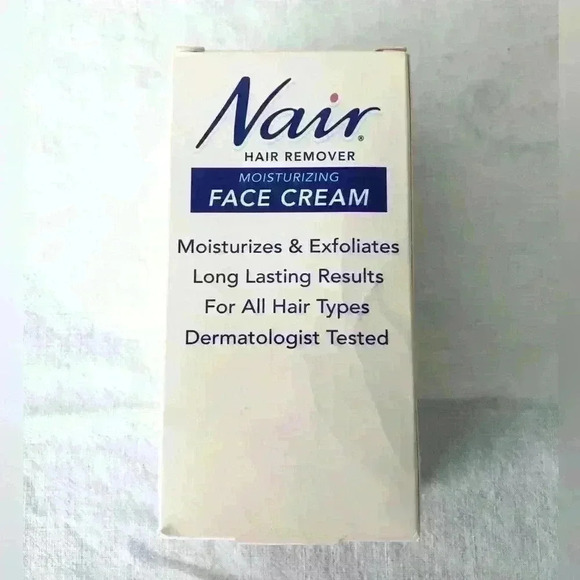 Nair®
HAIR REMOVER
MOISTURIZING
FACE CREAM
Moisturizes & Exfoliates
Long Lasting Results
For All Hair Types
Dermatologist Tested